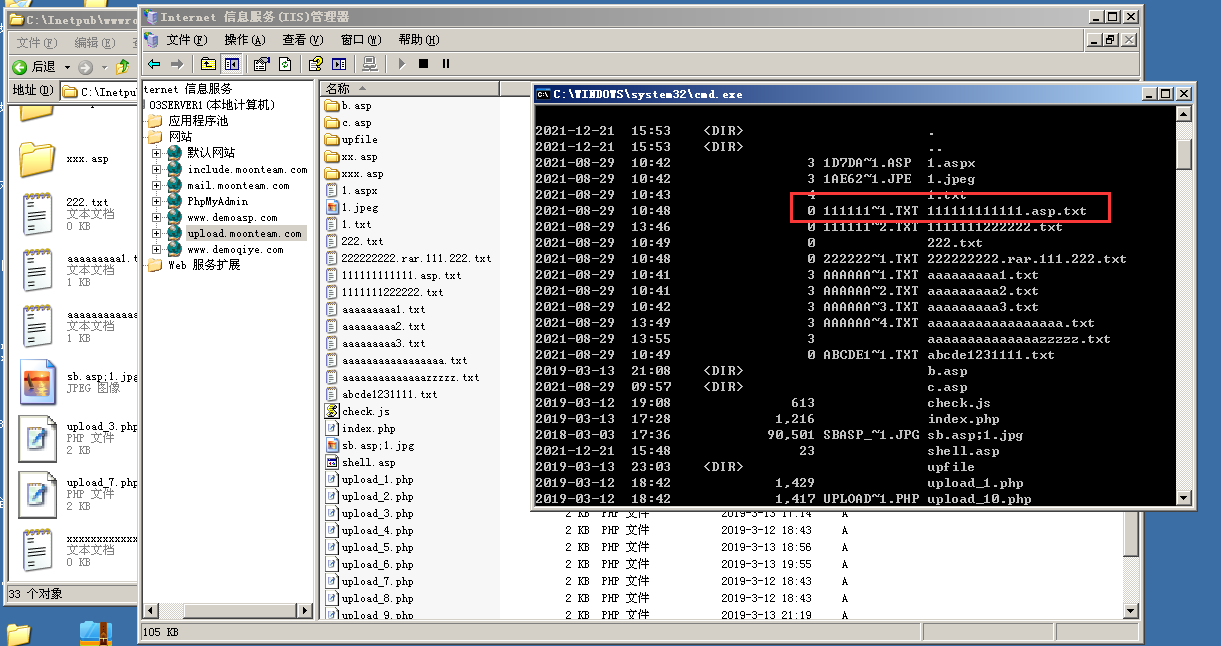 C:\Inetpub\wwwro
文件(F) 编辑(E)
后退
地址(D) C:\Inetpu
xxx.asp
222.txt
文本文档
0 KB
aaaaaaaaa1.t
文本文档
1 KB
文本文档
1 KB
sb.asp;1.jpg
JPEG 图像
upload_3.php
PHP 文件
2 KB
upload_7.php
PHP 文件
2 KB
文本文档
0 KB
33 个对象
Internet 信息服务(IIS)管理器
文件(F) 操作(A) 查看(V) 窗口(W) 帮助(H)
ternet 信息服务
03SERVER1(本地计算机)
应用程序池
网站
默认网站
include.moonteam.com
mail.moonteam.com
PhpMyAdmin
www.demoasp.com
upload.moonteam.com
www.demoqiye.com
Web 服务扩展
名称
b.asp
c.asp
upfile
xx.asp
xxx.asp
1.aspx
1.jpeg
1.txt
222.txt
222222222.rar.111.222.txt
111111111111.asp.txt
1111111222222.txt
aaaaaaaaa1.txt
aaaaaaaaa2.txt
aaaaaaaaa3.txt
aaaaaaaaaaaaaaaaa.txt
aaaaaaaaaaaaaazzzzz.txt
abcde1231111.txt
check.js
index.php
sb.asp;1.jpg
shell.asp
upload_1.php
upload_2.php
upload_3.php 2 KB PHP 文件 2019-3-13 17:14 A
upload_4.php 2 KB PHP 文件 2019-3-12 18:43 A
upload_5.php 2 KB PHP 文件 2019-3-13 18:56 A
upload_6.php 2 KB PHP 文件 2019-3-12 19:55 A
upload_7.php 2 KB PHP 文件 2019-3-12 18:43 A
upload_8.php 2 KB PHP 文件 2019-3-12 18:43 A
upload_9.php 2 KB PHP 文件 2019-3-13 21:19 A
105 KB
C:\WINDOWS\system32\cmd.exe
2021-12-21 15:53 <DIR> .
2021-12-21 15:53 <DIR> ..
2021-08-29 10:42 3 1D7DA~1.ASP 1.aspx
2021-08-29 10:42 3 1AE62~1.JPE 1.jpeg
2021-08-29 10:43 4 1.txt
2021-08-29 10:48 0 111111~1.TXT 111111111111.asp.txt
2021-08-29 13:46 0 111111~2.TXT 1111111222222.txt
2021-08-29 10:49 0 222.txt
2021-08-29 10:48 0 222222~1.TXT 222222222.rar.111.222.txt
2021-08-29 10:41 3 AAAAAA~1.TXT aaaaaaaaa1.txt
2021-08-29 10:41 3 AAAAAA~2.TXT aaaaaaaaa2.txt
2021-08-29 10:42 3 AAAAAA~3.TXT aaaaaaaaa3.txt
2021-08-29 13:49 3 AAAAAA~4.TXT aaaaaaaaaaaaaaaaa.txt
2021-08-29 13:55 3 aaaaaaaaaaaaaazzzzz.txt
2021-08-29 10:49 0 ABCDE1~1.TXT abcde1231111.txt
2019-03-13 21:08 <DIR> b.asp
2021-08-29 09:57 <DIR> c.asp
2019-03-12 19:08 613 check.js
2019-03-13 17:28 1,216 index.php
2018-03-03 17:36 90,501 SBASP_~1.JPG sb.asp;1.jpg
2021-12-21 15:48 23 shell.asp
2019-03-13 23:03 <DIR> upfile
2019-03-12 18:42 1,429 upload_1.php
2019-03-12 18:42 1,417 UPLOAD~1.PHP upload_10.php